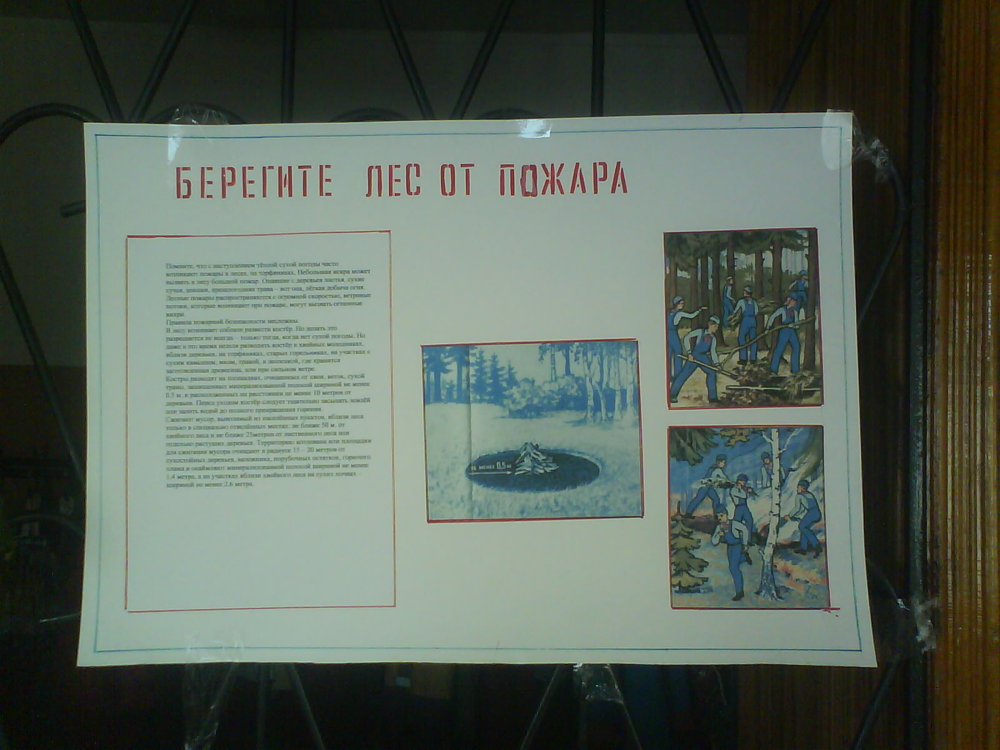 БЕРЕГИТЕ ЛЕС ОТ ПОЖАРА
Помните, что с наступлением тёплой сухой погоды часто
возникают пожары в лесах, на торфяниках. Небольшая искра может
вызвать в лесу большой пожар. Опавшие с деревьев листья, сухие
сучья, шишки, прошлогодняя трава – вот она, лёгкая добыча огня.
Лесные пожары распространяются с огромной скоростью, ветровые
потоки, которые возникают при пожаре, могут вызвать огненные
вихри.
Правила пожарной безопасности несложны.
В лесу возникает соблазн развести костёр. Но делать это
разрешается не всегда – только тогда, когда нет сухой погоды. Но
даже в это время нельзя разводить костёр в хвойных молодняках,
вблизи деревьев, на торфяниках, старых горельниках, на участках с
сухим камышом, мхом, травой, в лесосекой, где хранится
заготовленная древесина, или при сильном ветре.
Костры разводят на площадках, очищенных от хвои, веток, сухой
травы, защищенных минерализованной полосой шириной не менее
0,5 м. и расположенных на расстоянии не менее 10 метров от
деревьев. Перед уходом костёр следует тщательно засыпать землёй
или залить водой до полного прекращения горения.
Сжигают мусор, вывозимый из населённых пунктов, вблизи леса
только в специально отведённых местах: не ближе 50 м. от
хвойного леса и не ближе 25метров от лиственного леса или
отдельно растущих деревьев. Территорию котлована или площадки
для сжигания мусора очищают в радиусе 15 – 20 метров от
сухостойных деревьев, валежника, порубочных остатков, горючего
хлама и окаймляют минерализованной полосой шириной не менее
1,4 метра, а на участках вблизи хвойного леса на сухих почвах –
шириной не менее 2,6 метра.
НЕ МЕНЕЕ 0,5 м